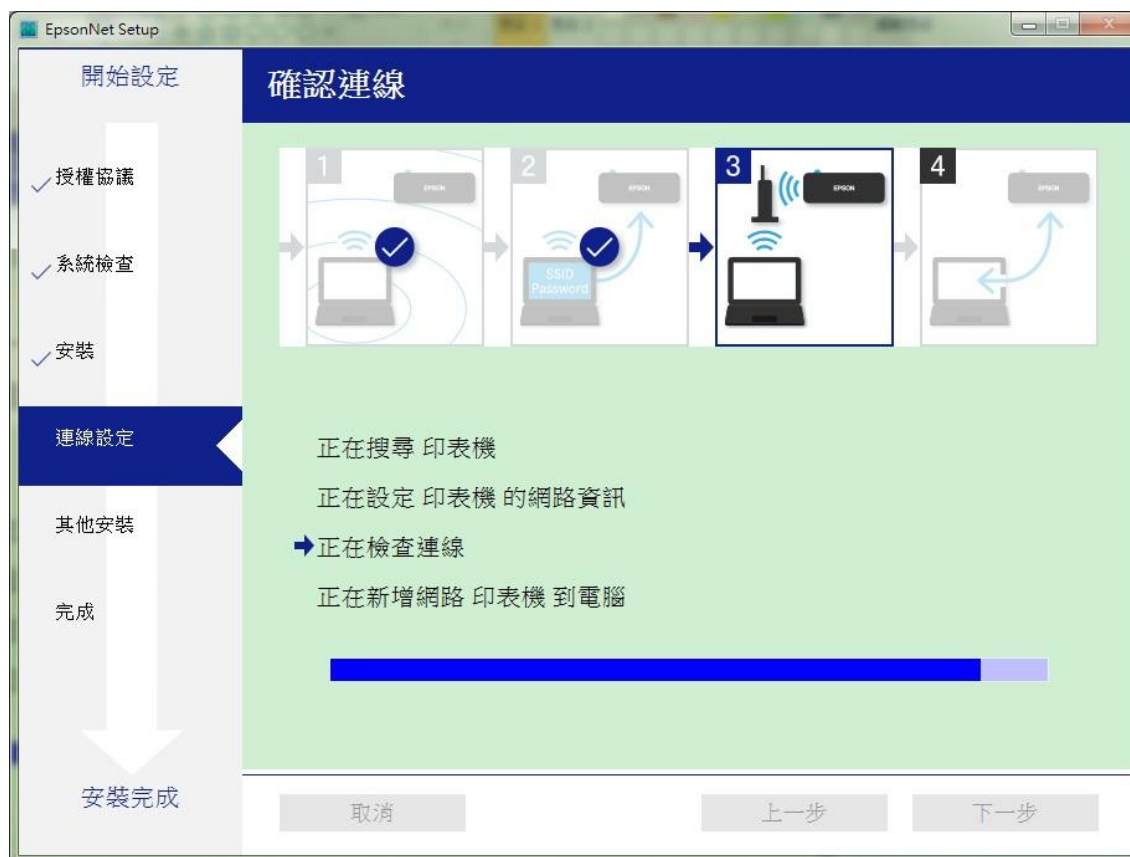 EpsonNet Setup
開始設定
授權協議
系統檢查
安裝
連線設定
其他安裝
完成
安裝完成
確認連線
1
EPSON
2
EPSON
SSID
Password
3
EPSON
4
EPSON
正在搜尋 印表機
正在設定 印表機 的網路資訊
正在檢查連線
正在新增網路 印表機 到電腦
取消
上一步
下一步